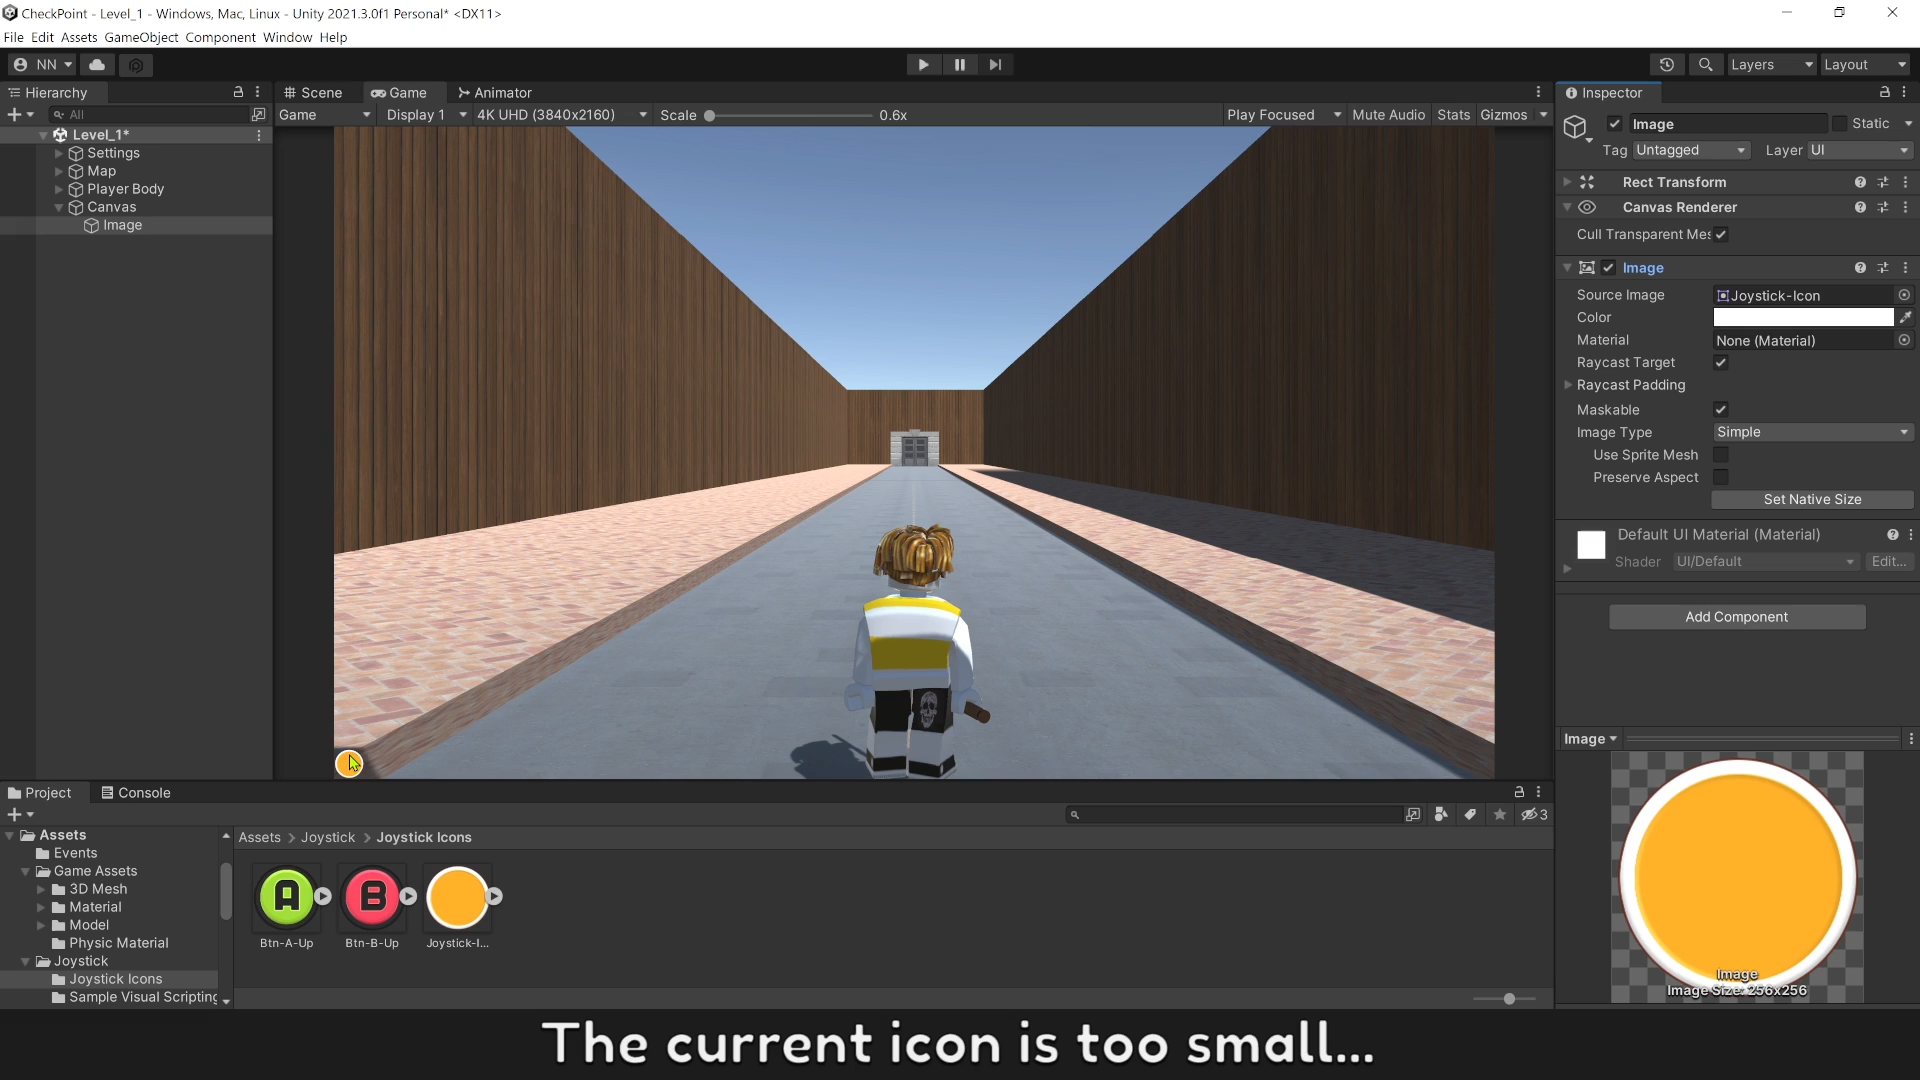 CheckPoint - Level_1 - Windows, Mac, Linux - Unity 2021.3.0f1 Personal* <DX11>
File Edit Assets GameObject Component Window Help
NN
Layers
Layout
Hierarchy
All
Level_1*
Settings
Map
Player Body
Canvas
Image
Scene
Game
Animator
Game
Display 1
4K UHD (3840x2160)
Scale
0.6x
Play Focused
Mute Audio
Stats
Gizmos
Inspector
Image
Static
Tag Untagged
Layer UI
Rect Transform
Canvas Renderer
Cull Transparent Mes
Image
Source Image
Joystick-Icon
Color
Material
None (Material)
Raycast Target
Raycast Padding
Maskable
Image Type
Simple
Use Sprite Mesh
Preserve Aspect
Set Native Size
Default UI Material (Material)
Shader UI/Default
Edit...
Add Component
Image
Image
Image Size: 256x256
Project
Console
3
Assets
Events
Game Assets
3D Mesh
Material
Model
Physic Material
Joystick
Joystick Icons
Sample Visual Scripting
Assets > Joystick > Joystick Icons
A
B
Btn-A-Up
Btn-B-Up
Joystick-I...
The current icon is too small...